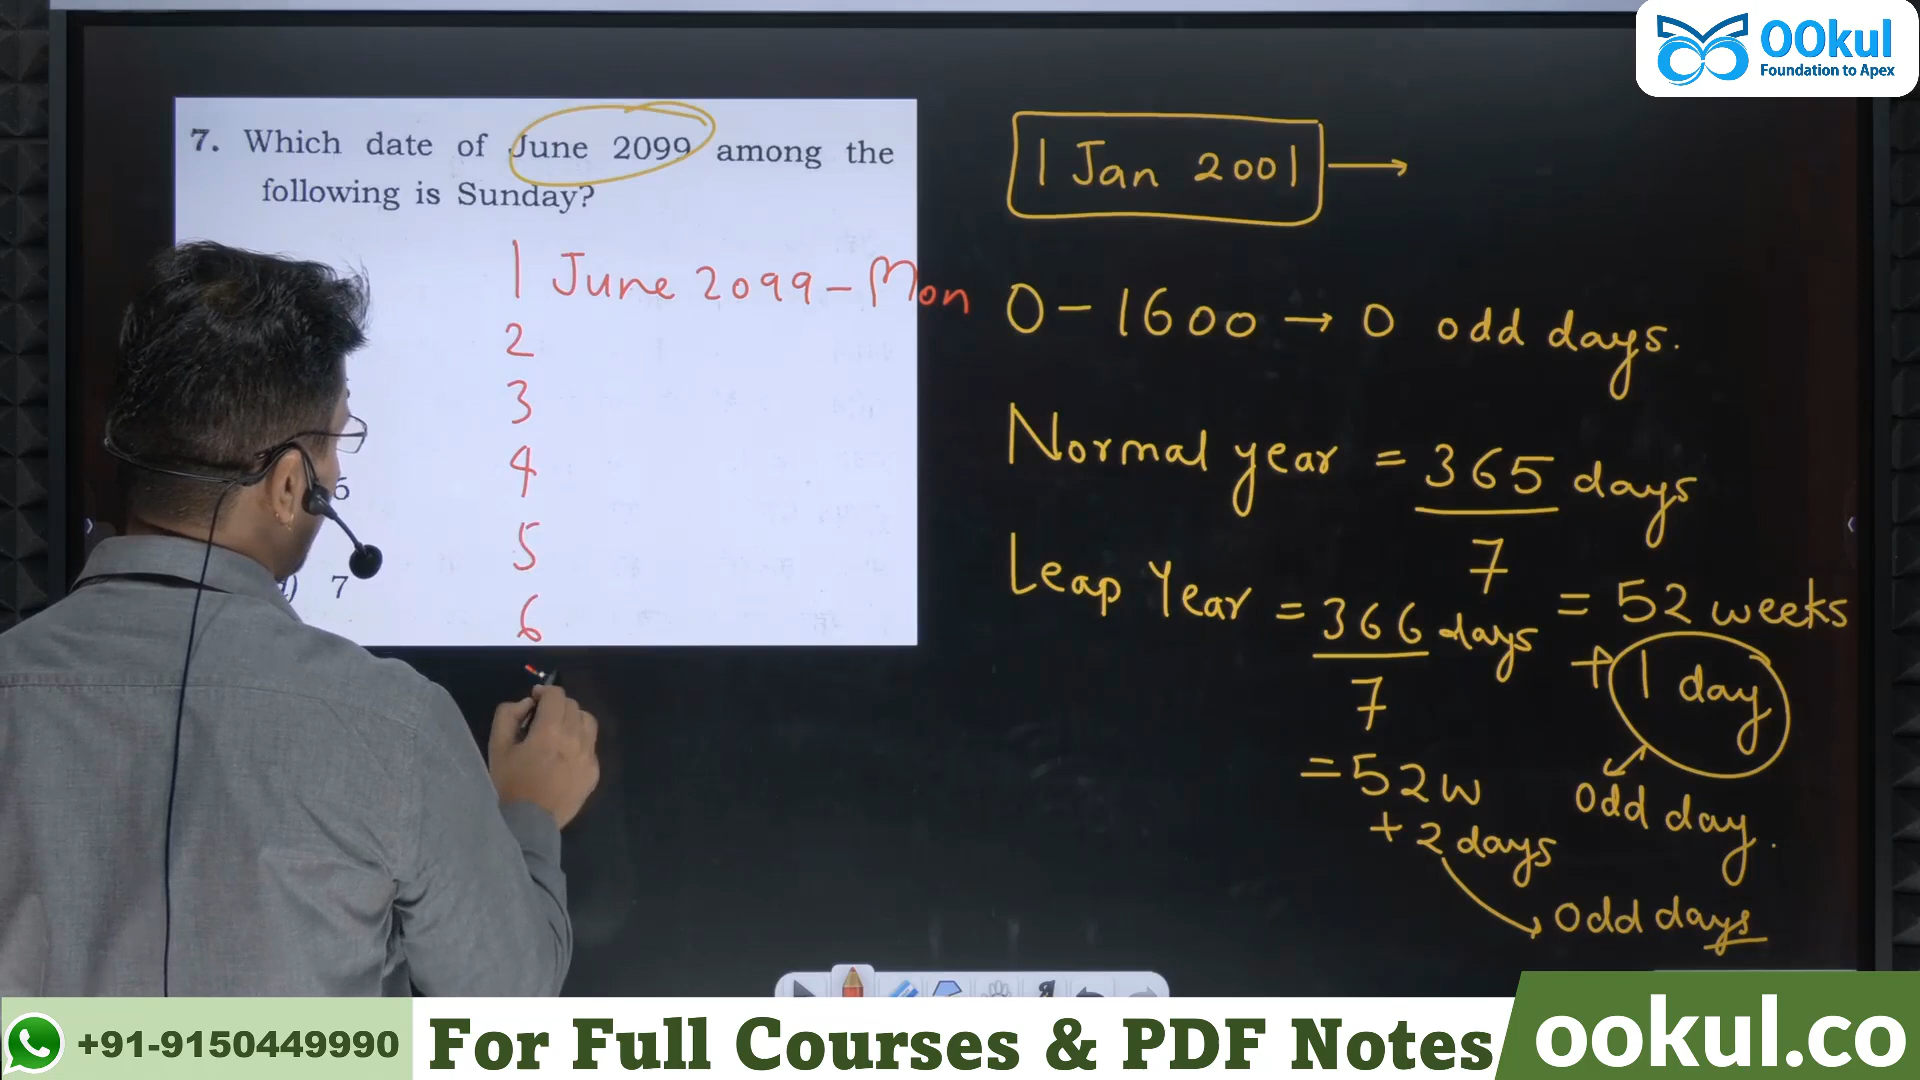 OOkul
Foundation to Apex
7. Which date of June 2099 among the
following is Sunday?
6
7
1 June 2099 - Mon
2
3
4
5
6
1 Jan 2001 →
0 - 1600 → 0 odd days.
Normal year = 365 days
7
= 52 weeks
+ 1 day
odd day.
Leap Year = 366 days
7
= 52 w
+ 2 days
odd days
+91-9150449990
For Full Courses & PDF Notes
ookul.co